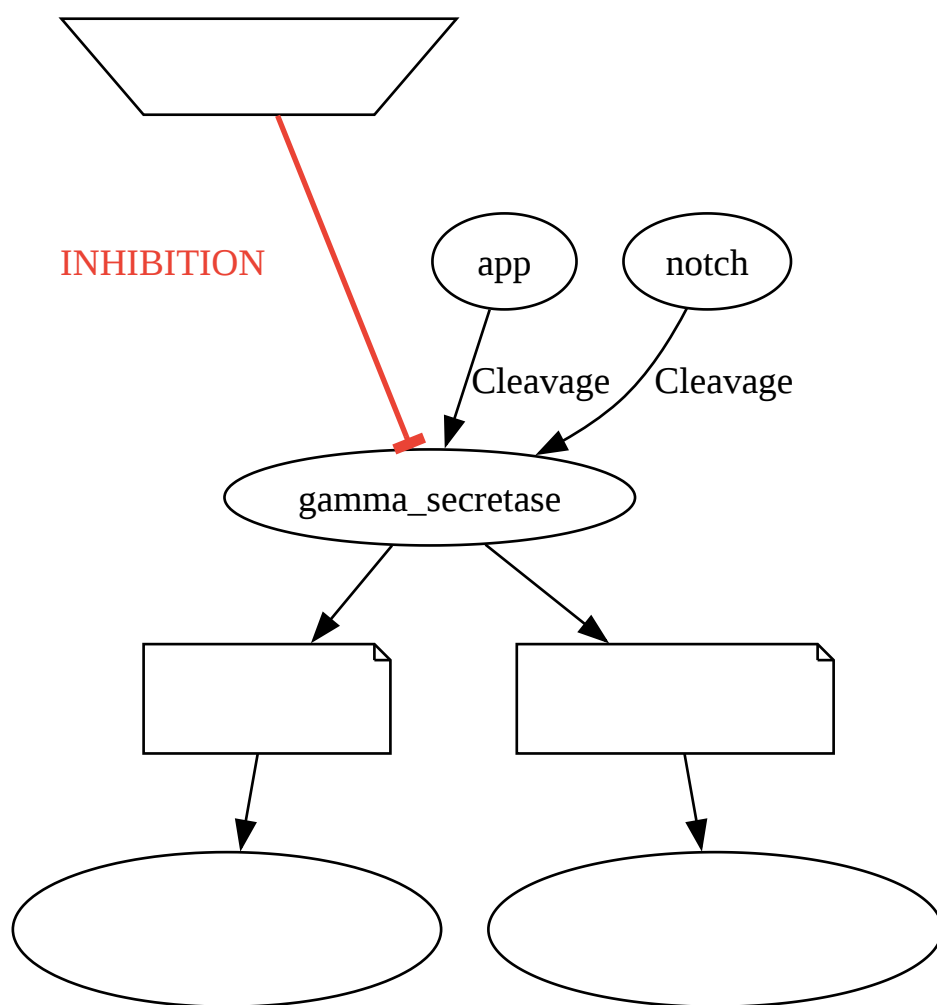 INHIBITION
app
notch
Cleavage
Cleavage
gamma_secretase